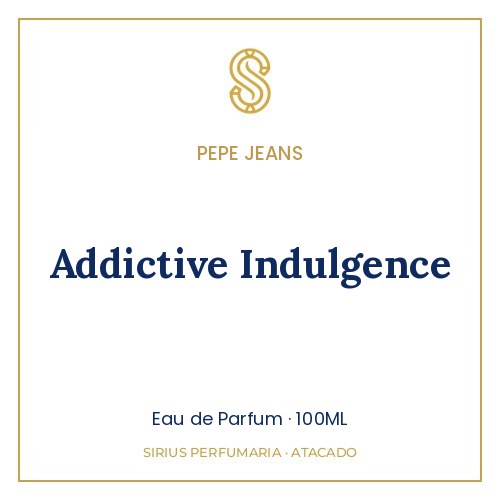 PEPE JEANS
Addictive Indulgence
Eau de Parfum · 100ML
SIRIUS PERFUMARIA · ATACADO